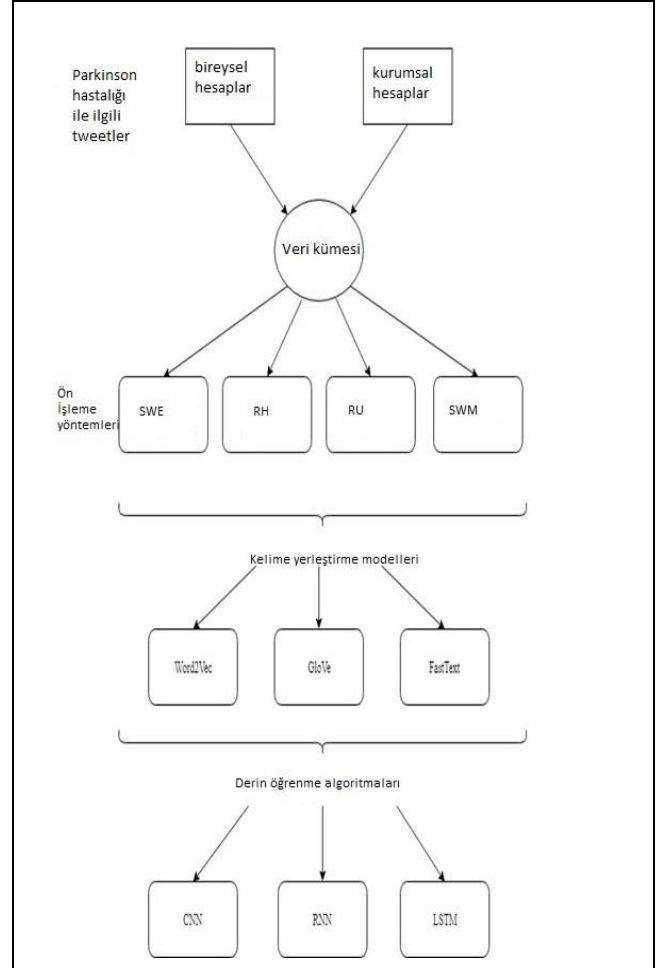 Parkinson
hastalığı
ile ilgili
tweetler
bireysel
hesaplar
kurumsal
hesaplar
Veri kümesi
Ön
İşleme
yöntemleri
SWE
RH
RU
SWM
Kelime yerleştirme modelleri
Word2Vec
GloVe
FastText
Derin öğrenme algoritmaları
CNN
RNN
LSTM